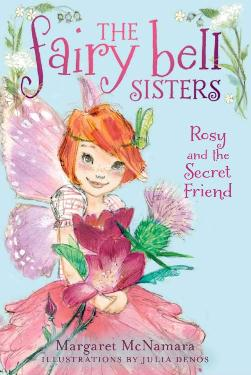 THE
fairy bell
SISTERS
Rosy
and the
Secret
Friend
Margaret McNamara
ILLUSTRATIONS BY JULIA DENOS